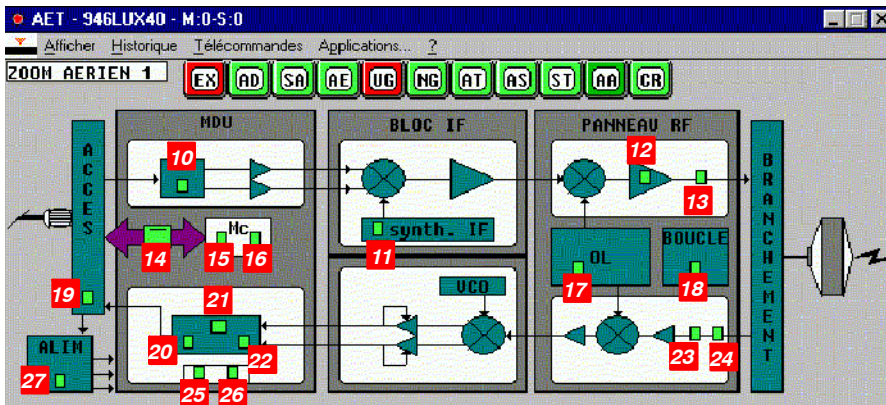 AET - 946LUX40 - M:0-S:0
Afficher Historique Télécommandes Applications... ?
ZOOM AERIEN 1
EX AD SA AE UG NG AT AS ST AA CR
MDU
BLOC IF
PANNEAU RF
ACCES
BRANCHEMENT
10
12
13
Mc
14
15
16
synth. IF
11
OL
17
BOUCLE
18
19
21
VCO
20
22
23
24
ALIM
27
25
26